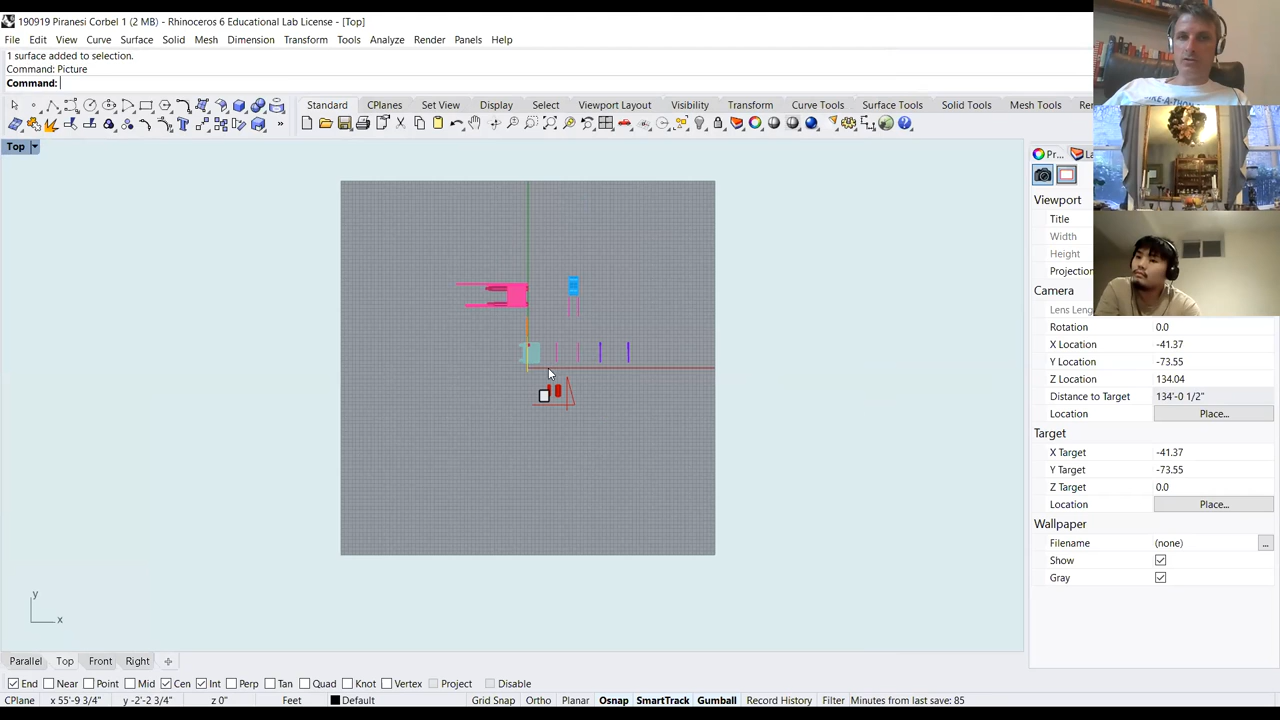 190919 Piranesi Corbel 1 (2 MB) - Rhinoceros 6 Educational Lab License - [Top]
File Edit View Curve Surface Solid Mesh Dimension Transform Tools Analyze Render Panels Help
1 surface added to selection.
Command: Picture
Command:
Standard CPlanes Set View Display Select Viewport Layout Visibility Transform Curve Tools Surface Tools Solid Tools Mesh Tools
Top
Viewport
Title
Width
Height
Camera
Rotation 0.0
X Location -41.37
Y Location -73.55
Z Location 134.04
Distance to Target 134'-0 1/2"
Location Place...
Target
X Target -41.37
Y Target -73.55
Z Target 0.0
Location Place...
Wallpaper
Filename (none) ...
Show
Gray
y
x
Parallel Top Front Right
End Near Point Mid Cen Int Perp Tan Quad Knot Vertex Project Disable
CPlane x 55'-9 3/4" y -2'-2 3/4" z 0" Feet Default Grid Snap Ortho Planar Osnap SmartTrack Gumball Record History Filter Minutes from last save: 85